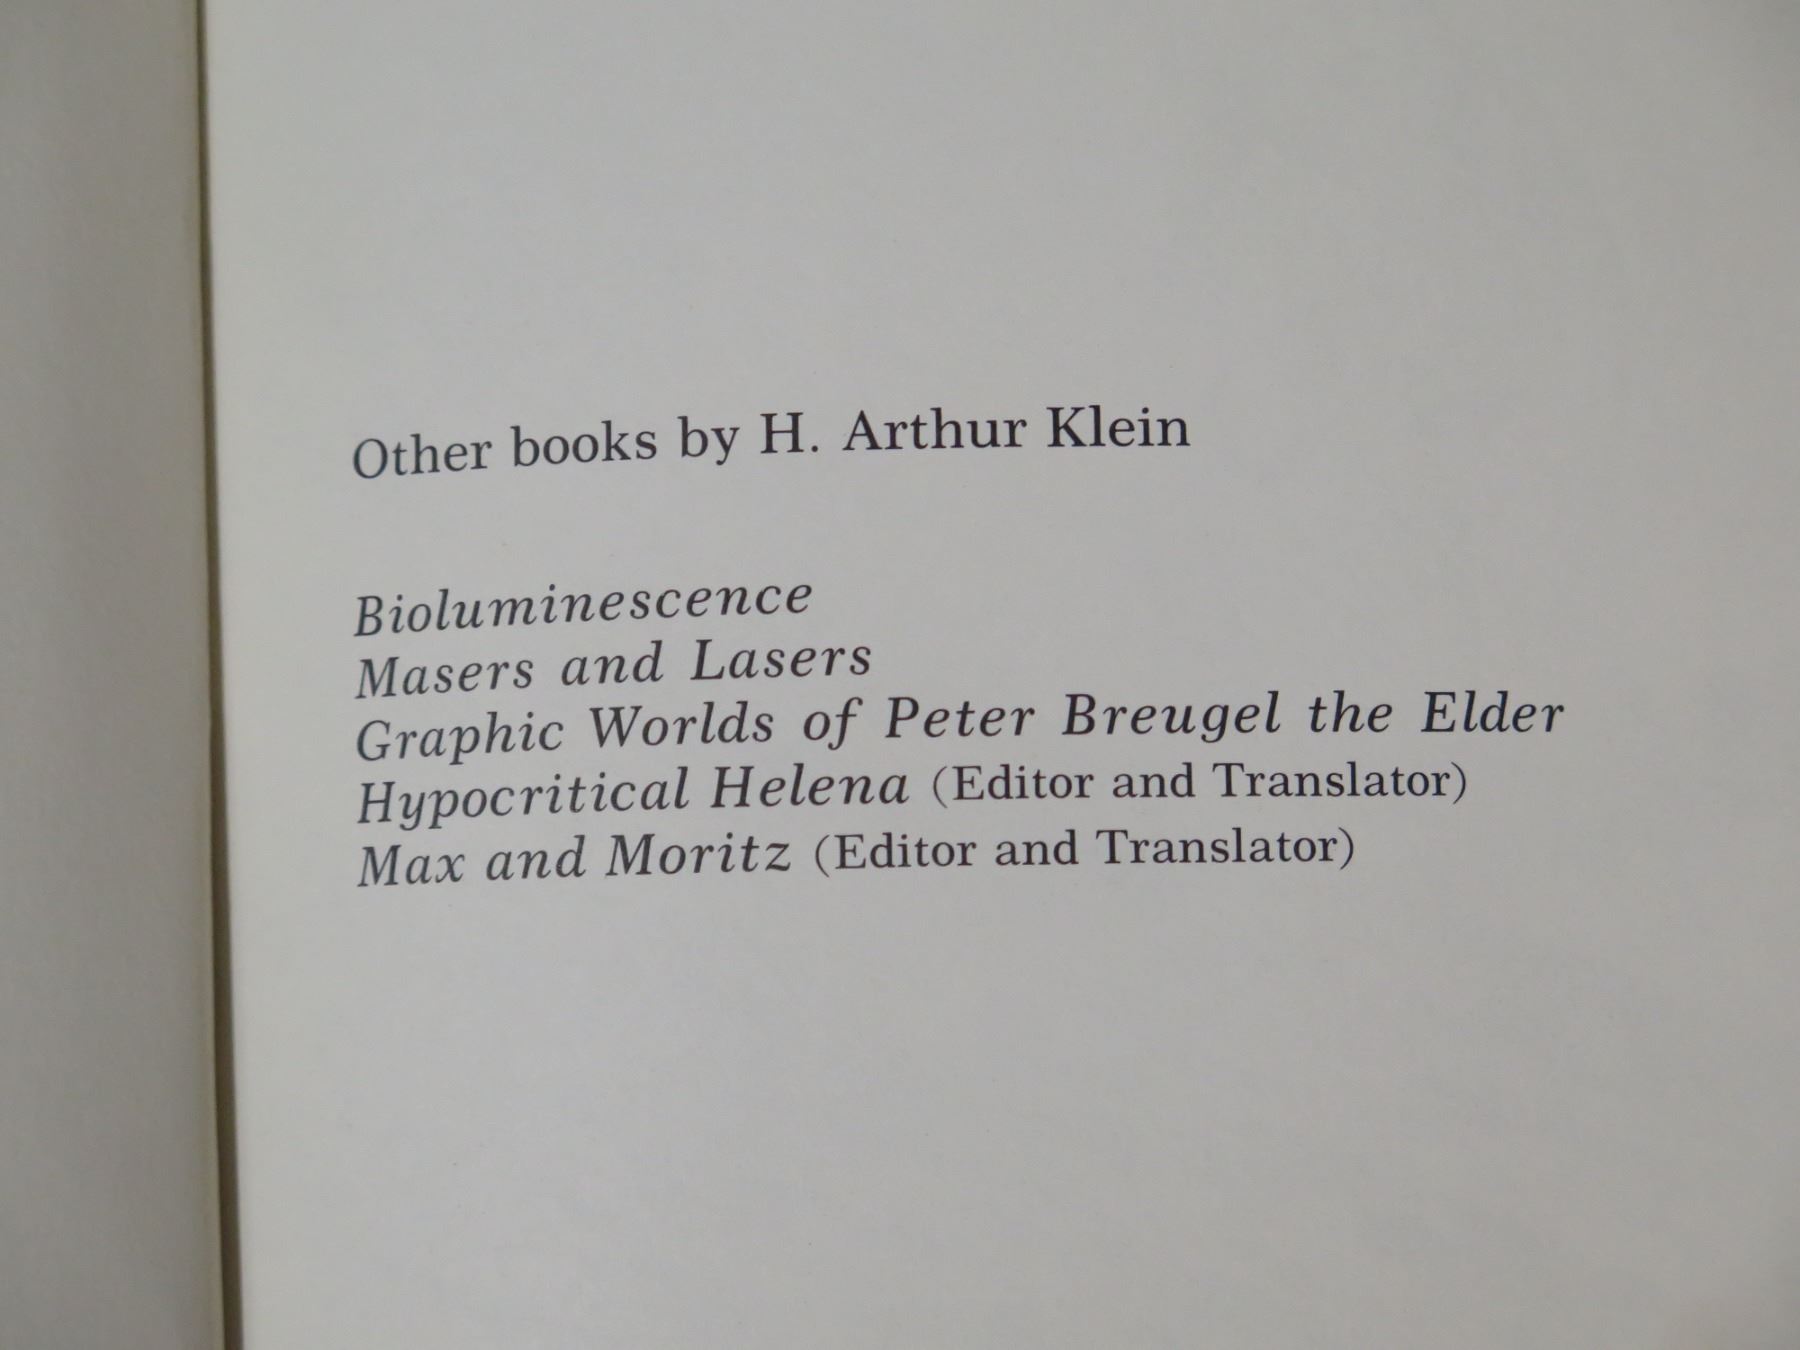 Other books by H. Arthur Klein
Bioluminescence
Masers and Lasers
Graphic Worlds of Peter Breugel the Elder
Hypocritical Helena (Editor and Translator)
Max and Moritz (Editor and Translator)